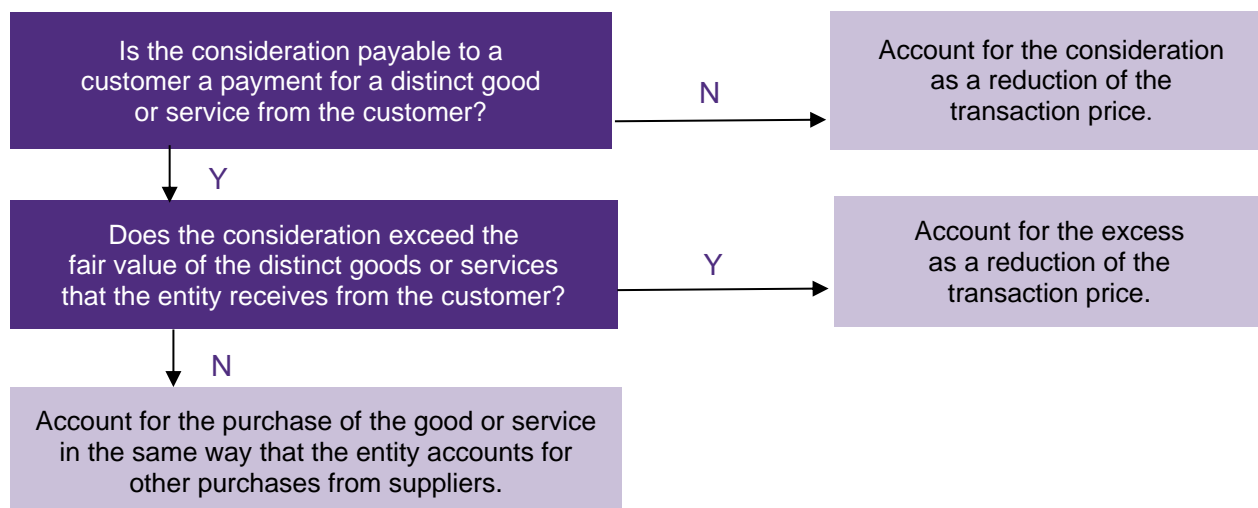 Is the consideration payable to a
customer a payment for a distinct good
or service from the customer?
N
Account for the consideration
as a reduction of the
transaction price.
Y
Does the consideration exceed the
fair value of the distinct goods or services
that the entity receives from the customer?
Y
Account for the excess
as a reduction of the
transaction price.
N
Account for the purchase of the good or service
in the same way that the entity accounts for
other purchases from suppliers.